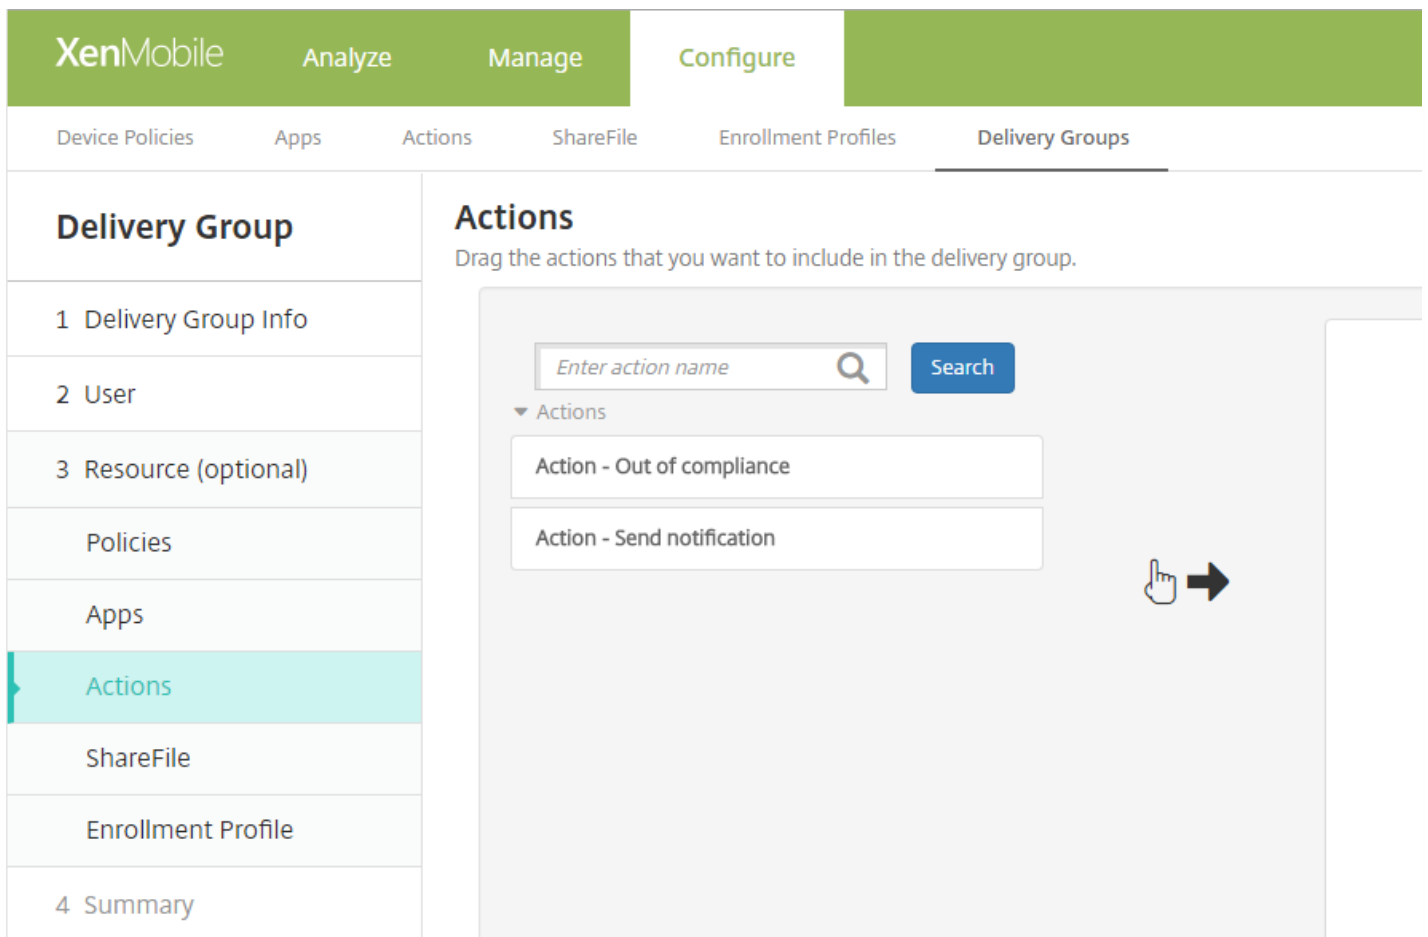 XenMobile Analyze Manage Configure
Device Policies Apps Actions ShareFile Enrollment Profiles Delivery Groups
Delivery Group
1 Delivery Group Info
2 User
3 Resource (optional)
Policies
Apps
Actions
ShareFile
Enrollment Profile
4 Summary
Actions
Drag the actions that you want to include in the delivery group.
Enter action name Search
Actions
Action - Out of compliance
Action - Send notification